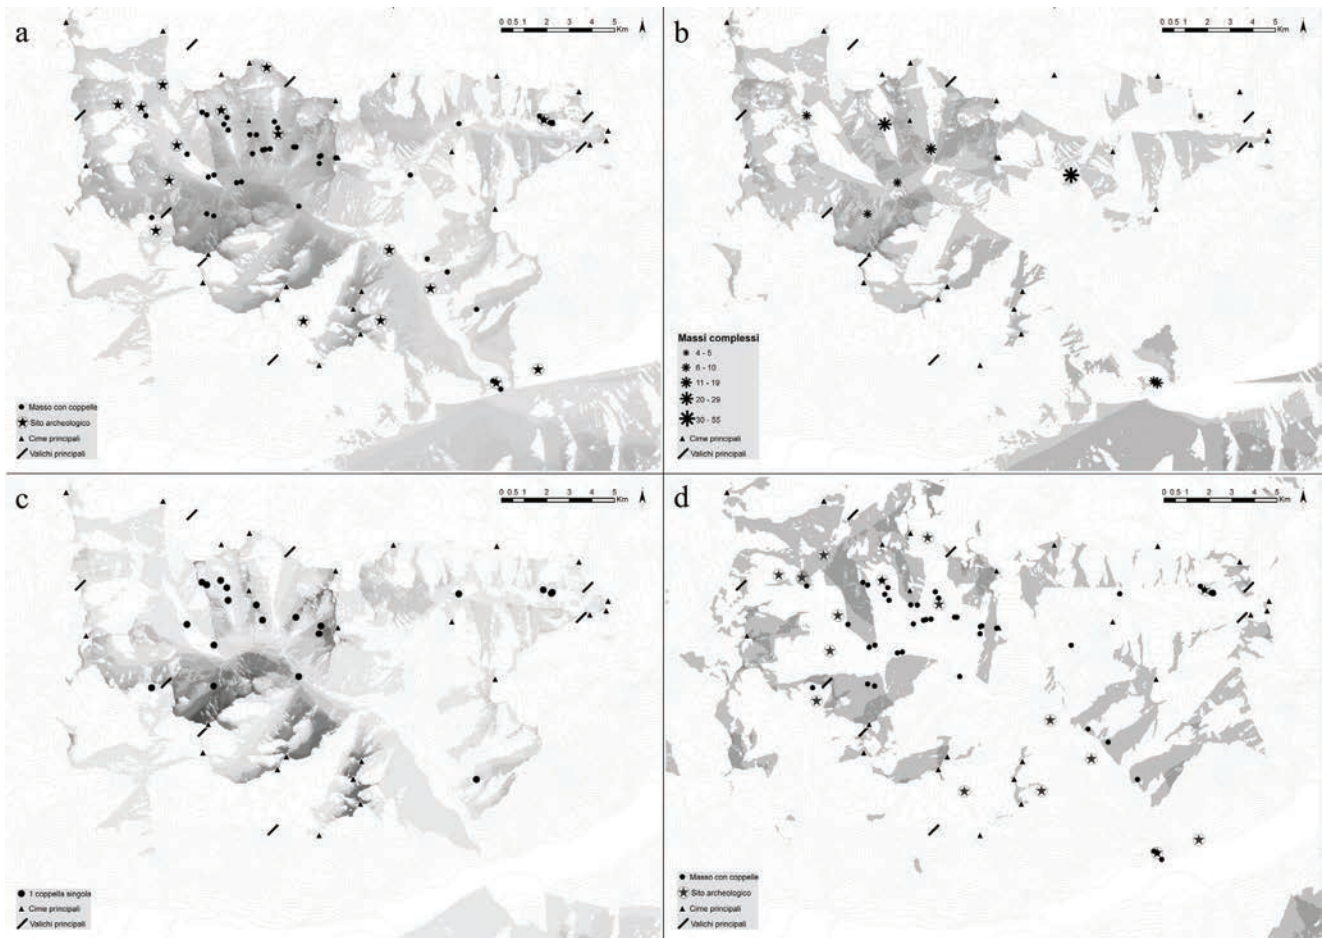 a
0 0.5 1 2 3 4 5
Km
Masso con coppelle
Sito archeologico
Cime principali
Valichi principali
b
0 0.5 1 2 3 4 5
Km
Massi complessi
4 - 5
6 - 10
11 - 19
20 - 29
30 - 55
Cime principali
Valichi principali
c
0 0.5 1 2 3 4 5
Km
1 coppella singola
Cime principali
Valichi principali
d
0 0.5 1 2 3 4 5
Km
Masso con coppelle
Sito archeologico
Cime principali
Valichi principali